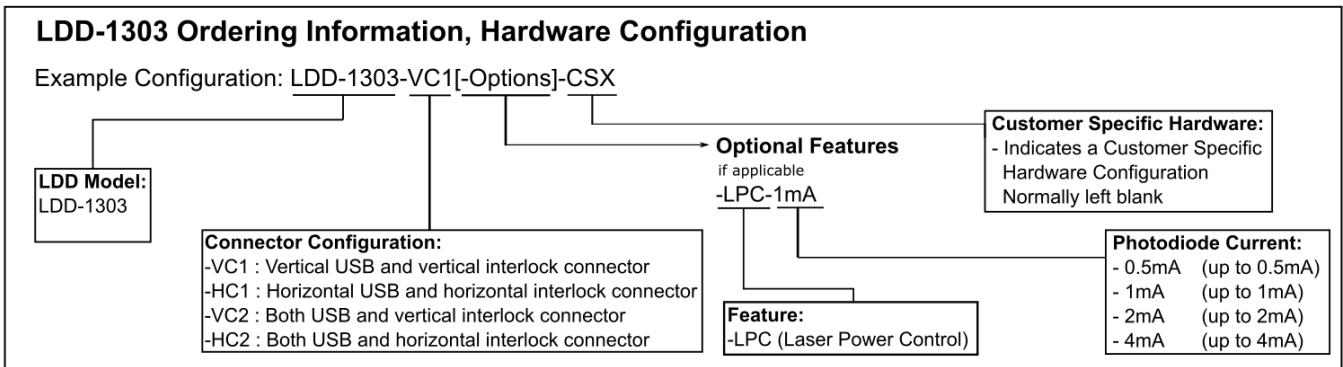 LDD-1303 Ordering Information, Hardware Configuration
Example Configuration: LDD-1303-VC1[-Options]-CSX
LDD Model:
LDD-1303
Connector Configuration:
-VC1 : Vertical USB and vertical interlock connector
-HC1 : Horizontal USB and horizontal interlock connector
-VC2 : Both USB and vertical interlock connector
-HC2 : Both USB and horizontal interlock connector
Optional Features
if applicable
-LPC-1mA
Feature:
-LPC (Laser Power Control)
Customer Specific Hardware:
- Indicates a Customer Specific
Hardware Configuration
Normally left blank
Photodiode Current:
- 0.5mA (up to 0.5mA)
- 1mA (up to 1mA)
- 2mA (up to 2mA)
- 4mA (up to 4mA)